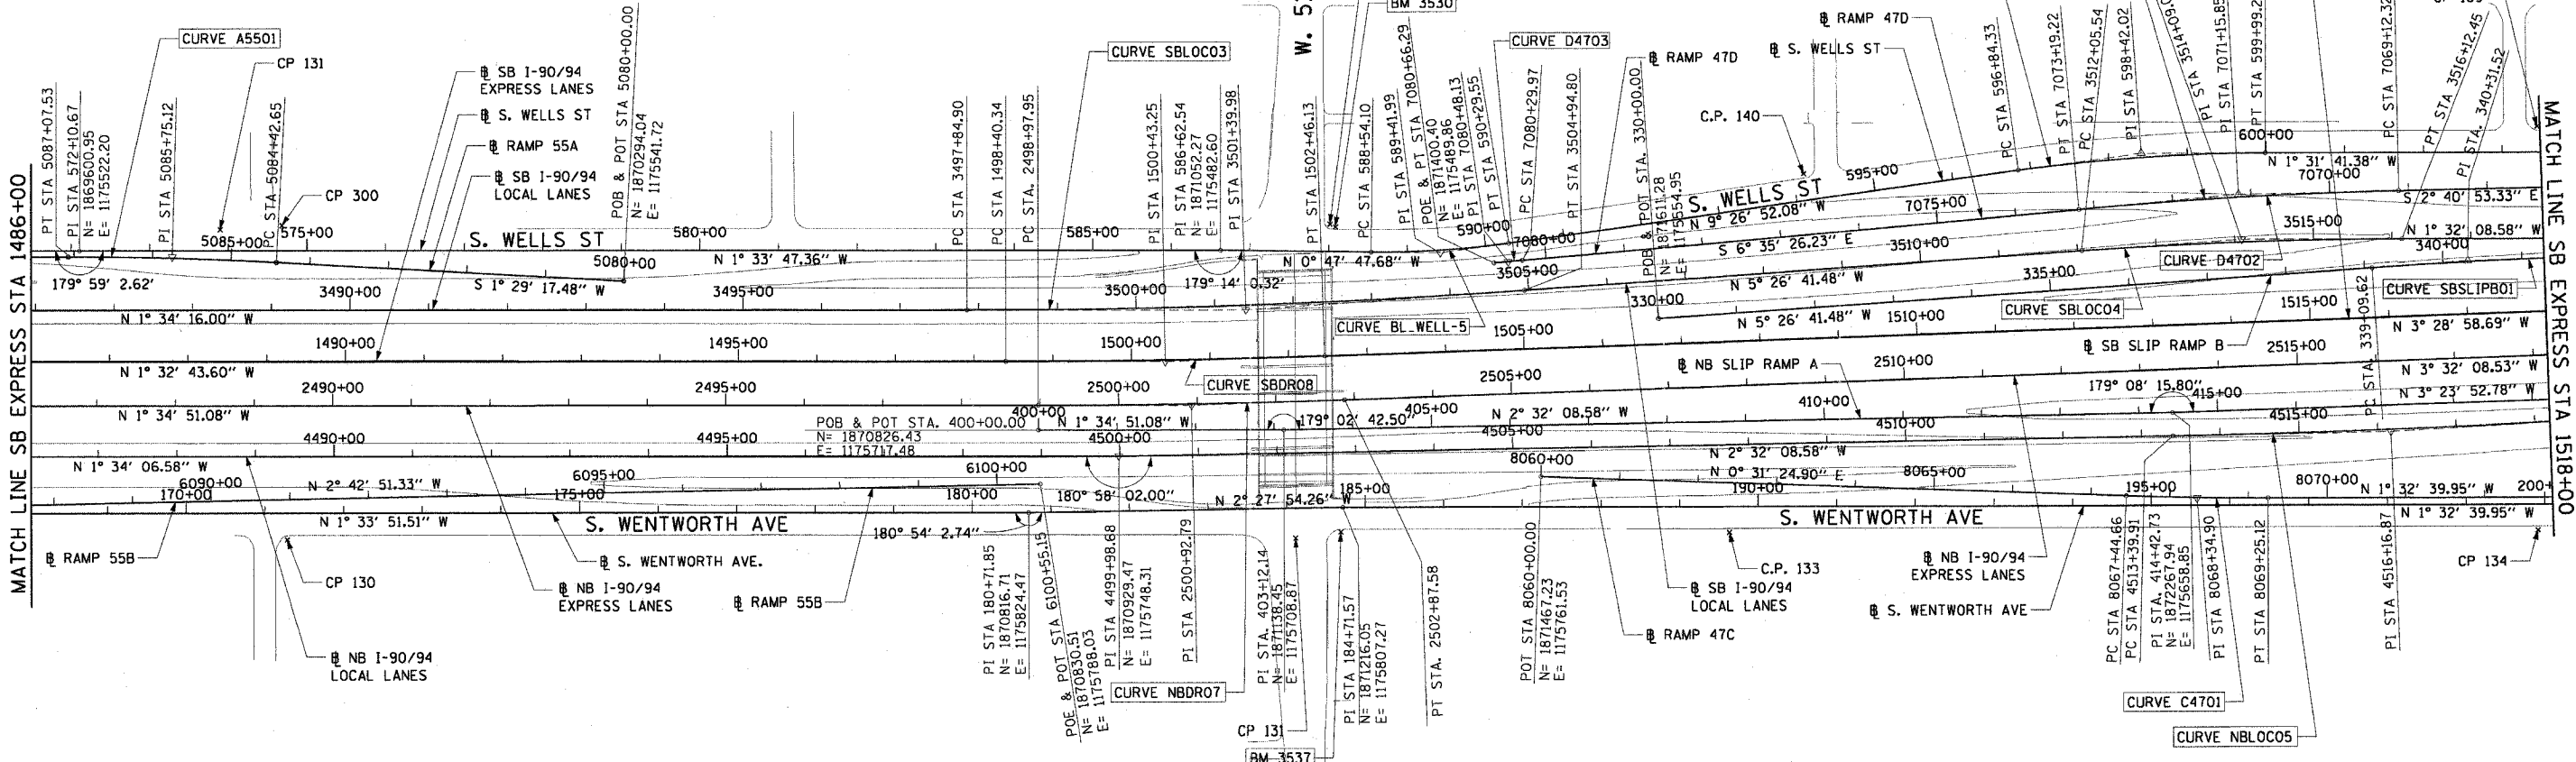 MATCH LINE SB EXPRESS STA 1486+00
PT STA 5087+07.53
PI STA 572+10.67
N= 1869600.95
E= 1175522.20
CURVE A5501
PI STA 5085+75.12
CP 131
PC STA 5084+42.65
CP 300
℄ SB I-90/94
EXPRESS LANES
℄ S. WELLS ST
℄ RAMP 55A
℄ SB I-90/94
LOCAL LANES
POB & POT STA 5080+00.00
N= 1870294.04
E= 1175541.72
PC STA 3497+84.90
PC STA 1498+40.34
PC STA. 2498+97.95
CURVE SBLOC03
PI STA 1500+43.25
PI STA 586+62.54
N= 1871052.27
E= 1175482.60
PI STA 3501+39.98
BM 3530
PT STA 1502+46.13
PC STA 588+54.10
PI STA 589+41.99
POE & PT STA 7080+66.29
N= 1871400.40
E= 1175489.86
PI STA 7080+48.13
PT STA 590+29.55
CURVE D4703
PC STA 7080+29.97
PT STA 3504+94.80
℄ RAMP 47D
POB & POT STA. 330+00.00
N= 1871611.28
E= 1175554.95
C.P. 140
℄ RAMP 47D
℄ S. WELLS ST
PC STA 596+84.33
PT STA 7073+19.22
PC STA 3512+05.54
PI STA 598+42.02
PI STA 7071+15.85
PC STA 7069+12.32
PT STA 3516+12.45
PI STA. 340+31.52
MATCH LINE SB EXPRESS STA 1518+00
5085+00
575+00
S. WELLS ST
580+00
585+00
590+00
595+00
600+00
5080+00
N 1° 33' 47.36" W
N 0° 47' 47.68" W
7080+00
S. WELLS ST
N 9° 26' 52.08" W
7075+00
N 1° 31' 41.38" W
7070+00
S 2° 40' 53.33" E
179° 59' 2.62'
S 1° 29' 17.48" W
3490+00
3495+00
3500+00
179° 14' 0.32'
3505+00
S 6° 35' 26.23" E
3510+00
3515+00
N 1° 32' 08.58" W
340+00
CURVE D4702
N 5° 26' 41.48" W
335+00
330+00
N 1° 34' 16.00" W
CURVE BL_WELL-5
N 5° 26' 41.48" W
CURVE SBLOC04
CURVE SBSLIPB01
1490+00
1495+00
1500+00
1505+00
1510+00
1515+00
N 3° 28' 58.69" W
N 1° 32' 43.60" W
℄ SB SLIP RAMP B
PC STA. 339+09.62
℄ NB SLIP RAMP A
CURVE SBDR08
2490+00
2495+00
2500+00
2505+00
2510+00
2515+00
N 3° 32' 08.53" W
N 1° 34' 51.08" W
179° 08' 15.80"
415+00
N 3° 23' 52.78" W
POB & POT STA. 400+00.00
N= 1870826.43
E= 1175717.48
400+00
N 1° 34' 51.08" W
179° 02' 42.50"
405+00
N 2° 32' 08.58" W
410+00
4490+00
4495+00
4500+00
4505+00
4510+00
4515+00
N 1° 34' 06.58" W
N 2° 32' 08.58" W
6090+00
N 2° 42' 51.33" W
6095+00
6100+00
8060+00
N 0° 31' 24.90" E
8065+00
8070+00
N 1° 32' 39.95" W
170+00
175+00
180+00
180° 58' 02.00"
N 2° 27' 54.26" W
185+00
190+00
195+00
200+
N 1° 33' 51.51" W
S. WENTWORTH AVE
180° 54' 2.74"
S. WENTWORTH AVE
N 1° 32' 39.95" W
℄ RAMP 55B
CP 130
℄ NB I-90/94
LOCAL LANES
℄ S. WENTWORTH AVE.
℄ NB I-90/94
EXPRESS LANES
℄ RAMP 55B
PI STA 180+71.85
N= 1870816.71
E= 1175824.47
POE & POT STA 6100+55.15
N= 1870830.51
E= 1175788.03
PI STA 4499+98.68
N= 1870929.47
E= 1175748.31
PI STA 2500+92.79
CURVE NBDR07
PI STA. 403+12.14
N= 1871138.45
E= 1175708.87
CP 131
BM 3537
PI STA 184+71.57
N= 1871216.05
E= 1175807.27
PT STA. 2502+87.58
POT STA 8060+00.00
N= 1871467.23
E= 1175761.53
℄ RAMP 47C
℄ SB I-90/94
LOCAL LANES
C.P. 133
℄ NB I-90/94
EXPRESS LANES
℄ S. WENTWORTH AVE
PC STA 8067+44.66
PC STA 4513+39.91
PI STA. 414+42.73
N= 1872267.94
E= 1175658.85
PI STA 8068+34.90
PT STA 8069+25.12
PI STA 4516+16.87
CURVE C4701
CURVE NBLOC05
CP 134